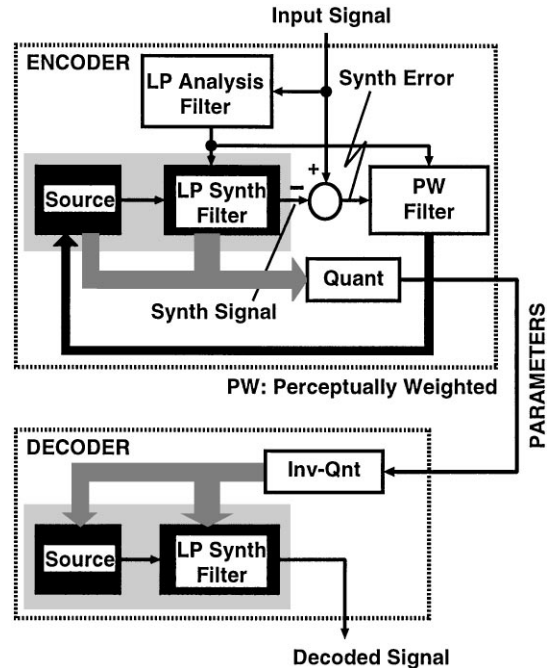 Input Signal
ENCODER
LP Analysis
Filter
Synth Error
+
Source
LP Synth
Filter
–
PW
Filter
Quant
Synth Signal
PW: Perceptually Weighted
PARAMETERS
DECODER
Inv-Qnt
Source
LP Synth
Filter
Decoded Signal